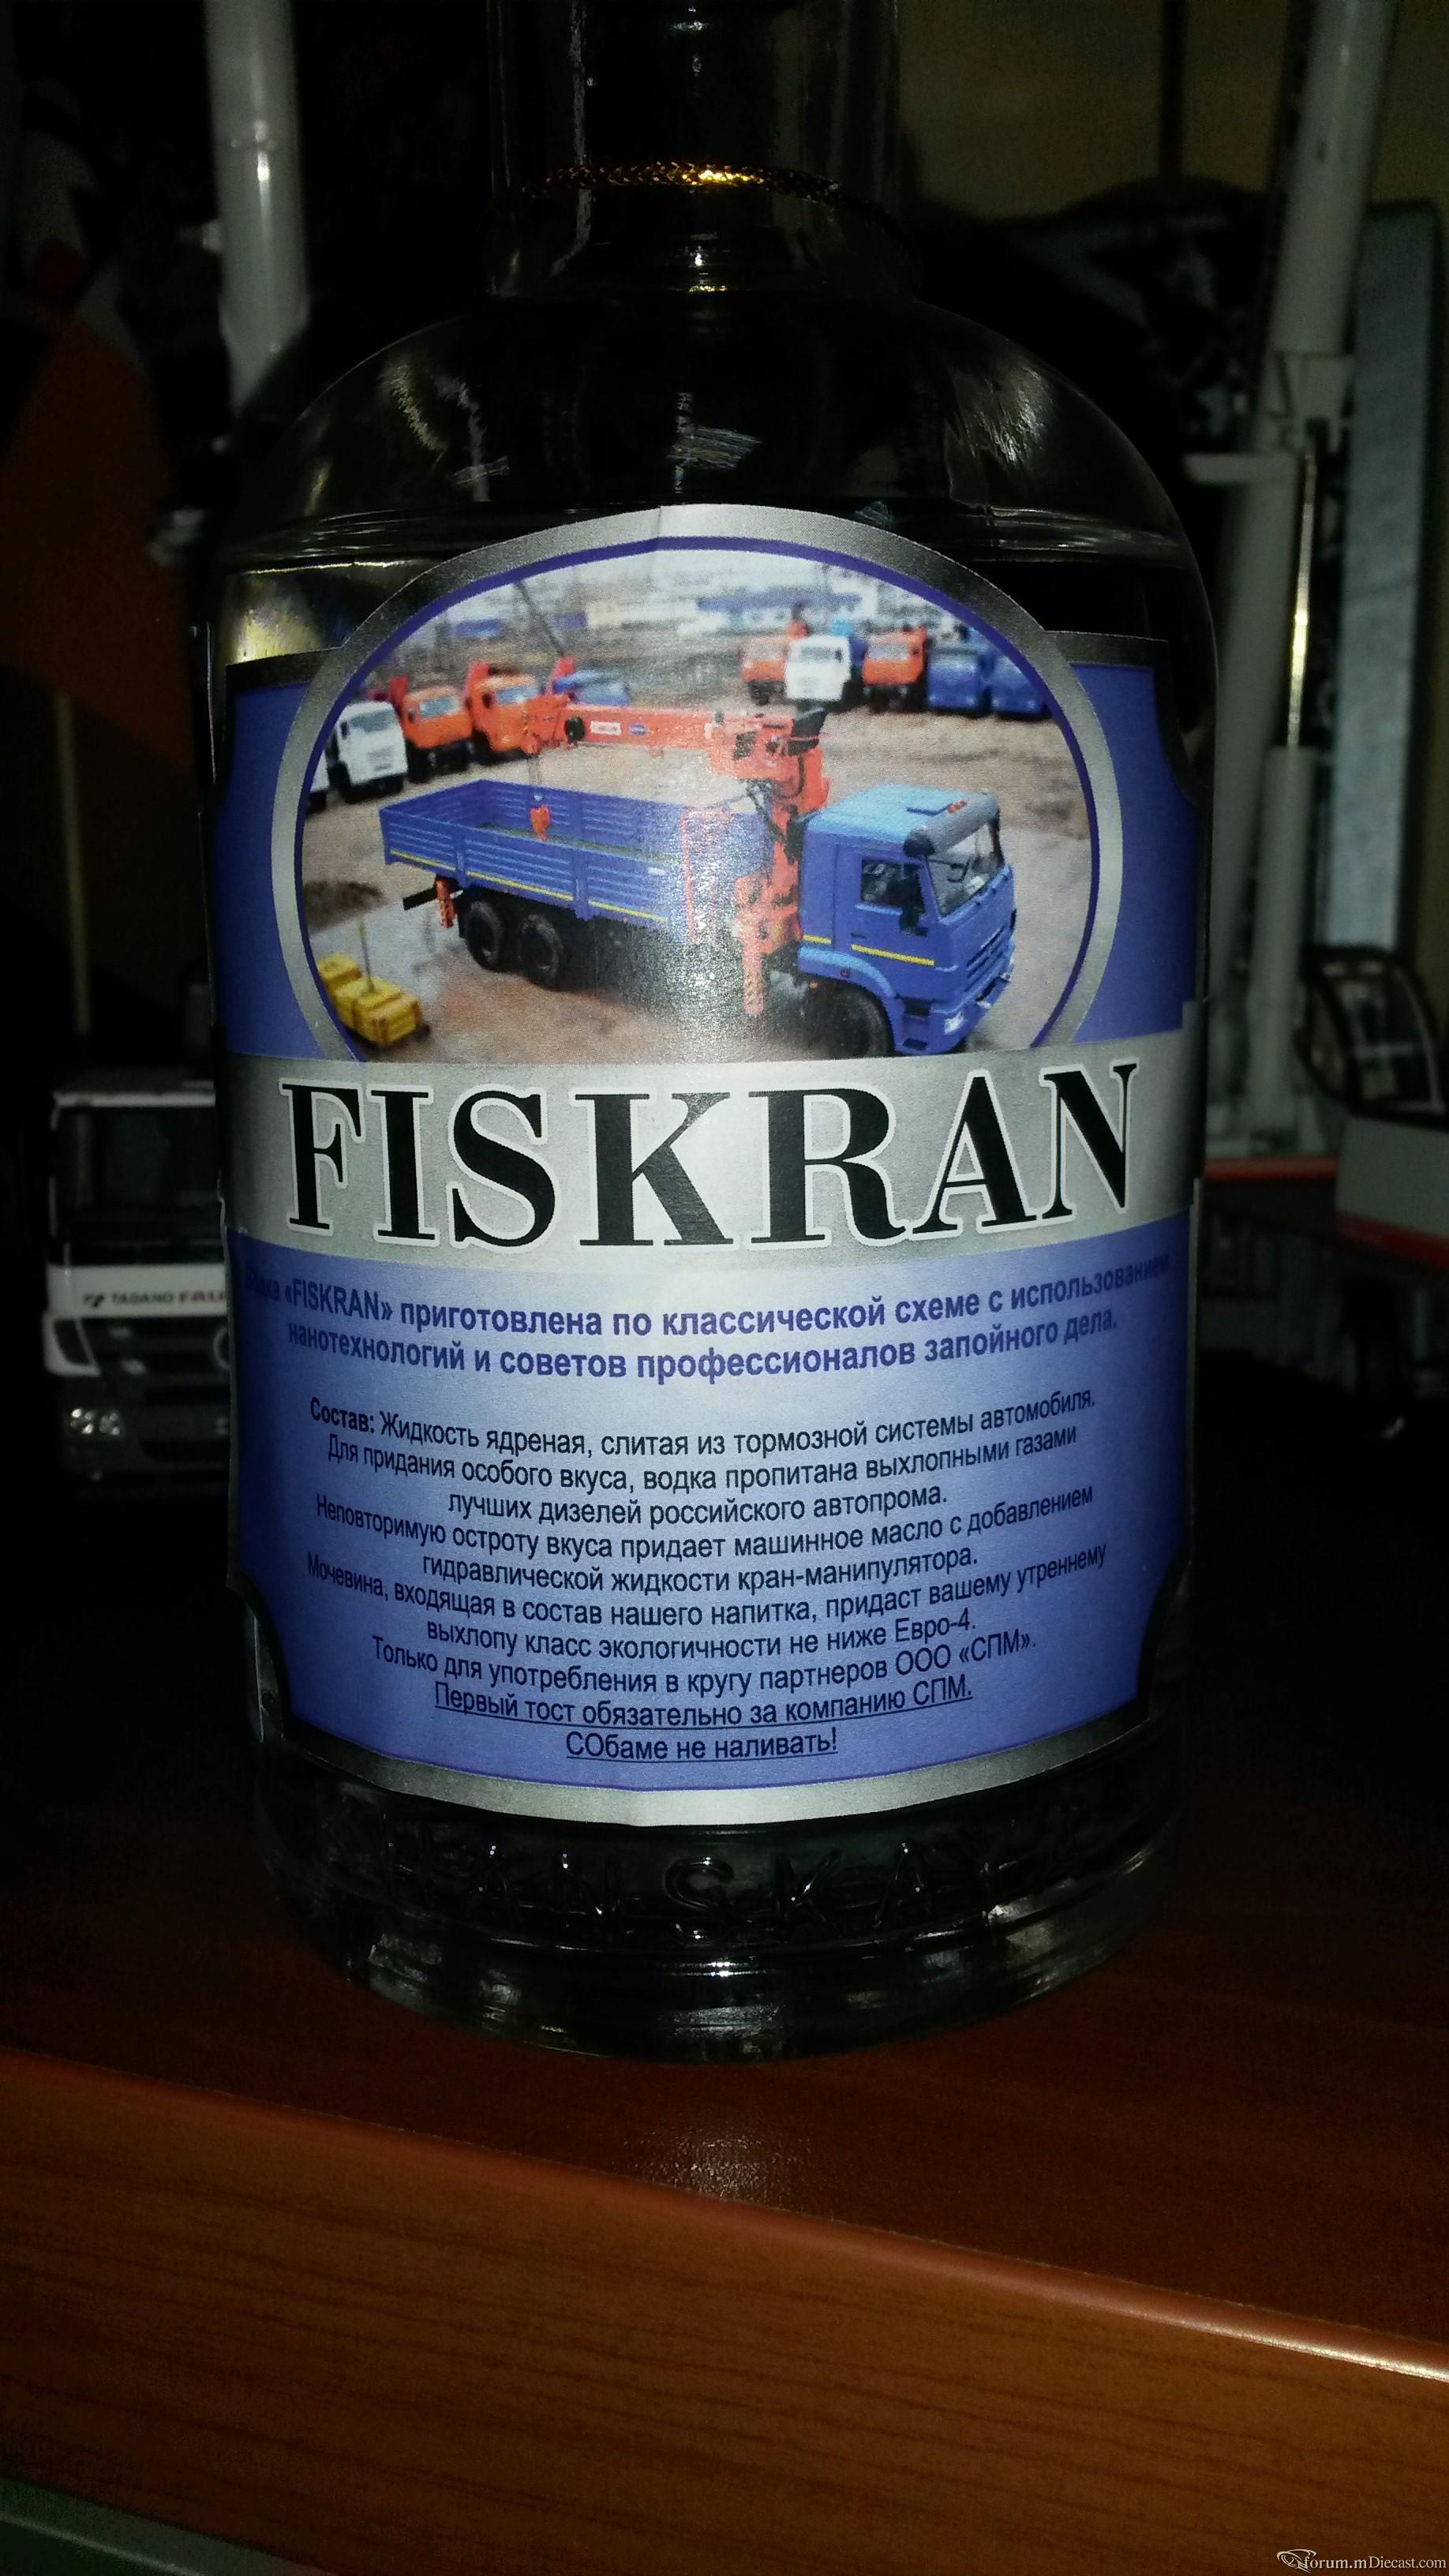 FISKRAN
«FISKRAN» приготовлена по классической схеме с использованием
нанотехнологий и советов профессионалов запойного дела.
Состав: Жидкость ядреная, слитая из тормозной системы автомобиля.
Для придания особого вкуса, водка пропитана выхлопными газами
лучших дизелей российского автопрома.
Неповторимую остроту вкуса придает машинное масло с добавлением
гидравлической жидкости кран-манипулятора.
Мочевина, входящая в состав нашего напитка, придаст вашему утреннему
выхлопу класс экологичности не ниже Евро-4.
Только для употребления в кругу партнеров ООО «СПМ».
Первый тост обязательно за компанию СПМ.
СОбаме не наливать!
TADANO FAU
forum.mDiecast.com